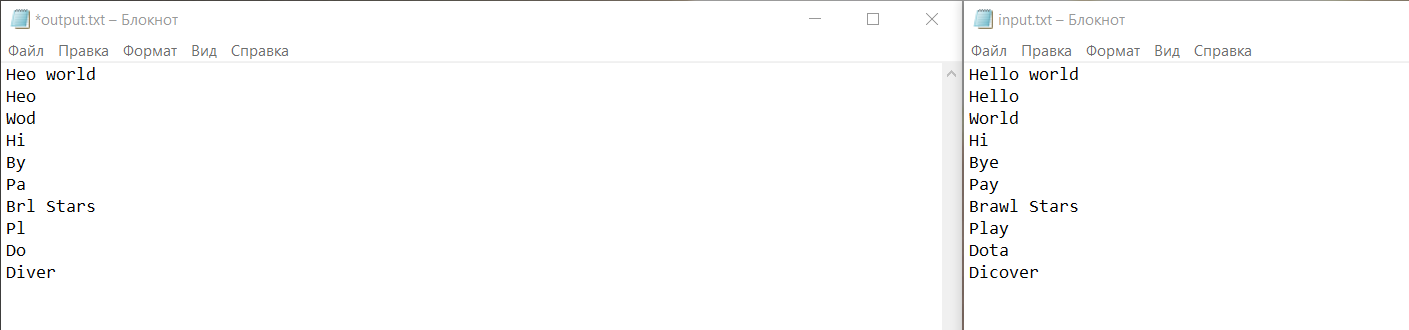 *output.txt – Блокнот
Файл Правка Формат Вид Справка
Heo world
Heo
Wod
Hi
By
Pa
Brl Stars
Pl
Do
Diver
input.txt – Блокнот
Файл Правка Формат Вид Справка
Hello world
Hello
World
Hi
Bye
Pay
Brawl Stars
Play
Dota
Dicover